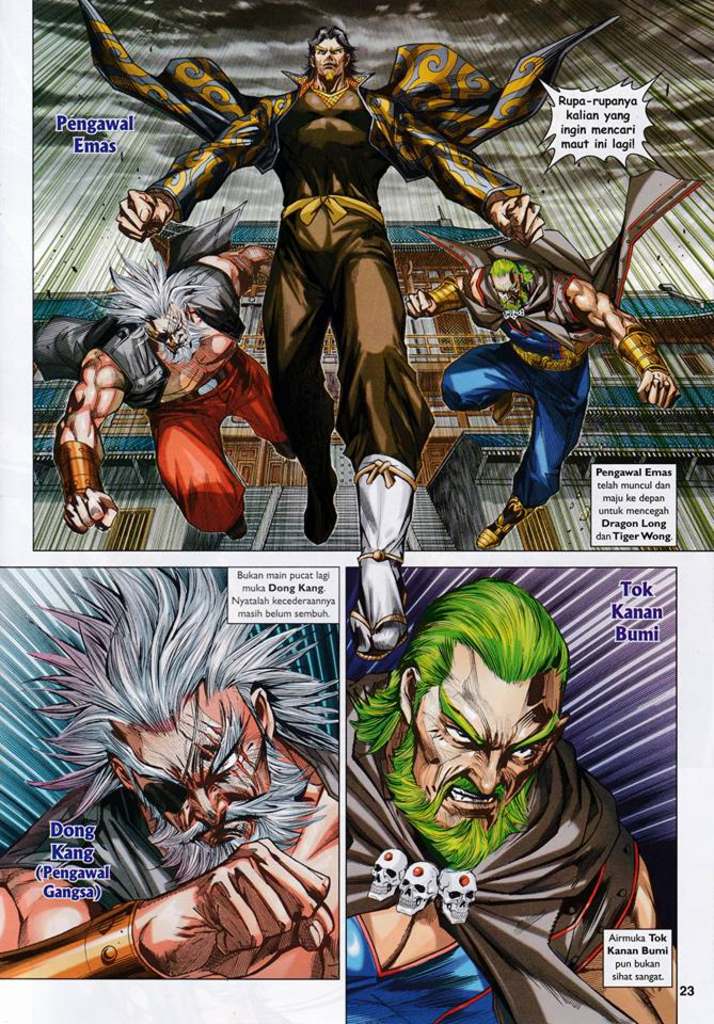 Pengawal
Emas
Rupa-rupanya
kalian yang
ingin mencari
maut ini lagi!
Pengawal Emas
telah muncul dan
maju ke depan
untuk mencegah
Dragon Long
dan Tiger Wong.
Bukan main pucat lagi
muka Dong Kang.
Nyatalah kecederaannya
masih belum sembuh.
Dong
Kang
(Pengawal
Gangsa)
Tok
Kanan
Bumi
Airmuka Tok
Kanan Bumi
pun bukan
sihat sangat.
23